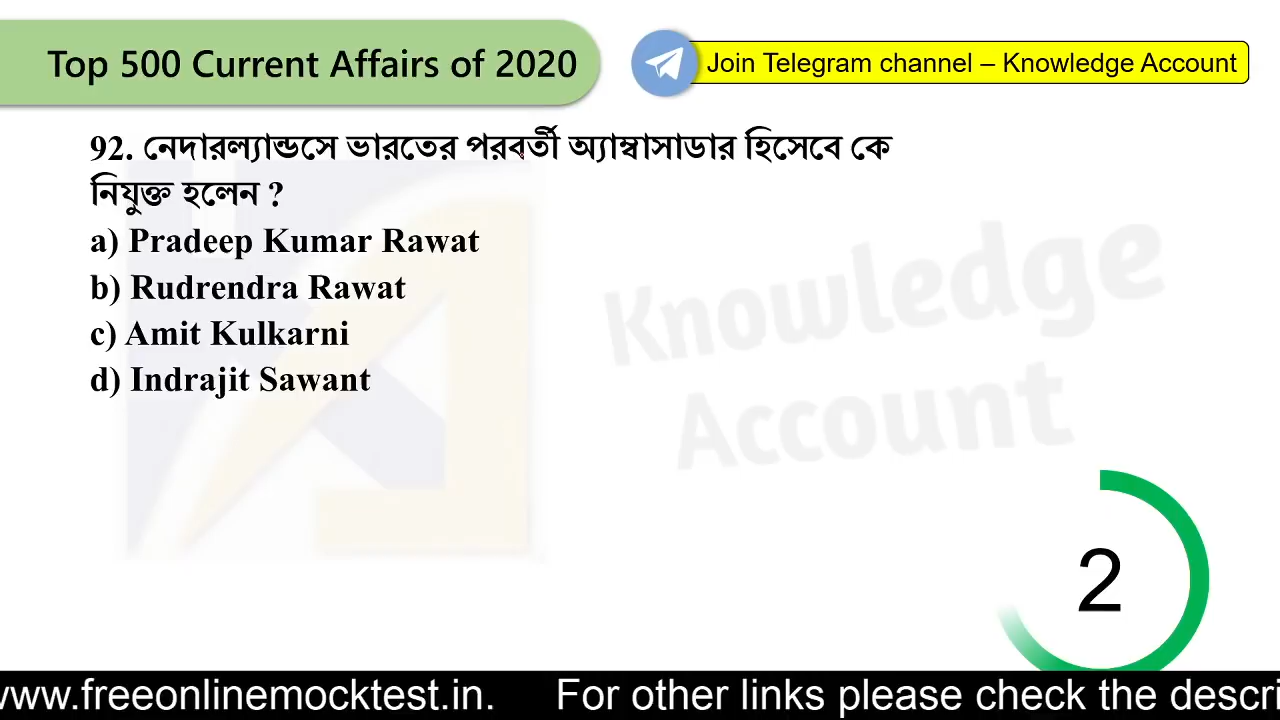 Top 500 Current Affairs of 2020
Join Telegram channel – Knowledge Account
92. নেদারল্যান্ডসে ভারতের পরবর্তী অ্যাম্বাসাডার হিসেবে কে
নিযুক্ত হলেন ?
a) Pradeep Kumar Rawat
b) Rudrendra Rawat
c) Amit Kulkarni
d) Indrajit Sawant
Knowledge
Account
2
www.freeonlinemocktest.in. For other links please check the descri